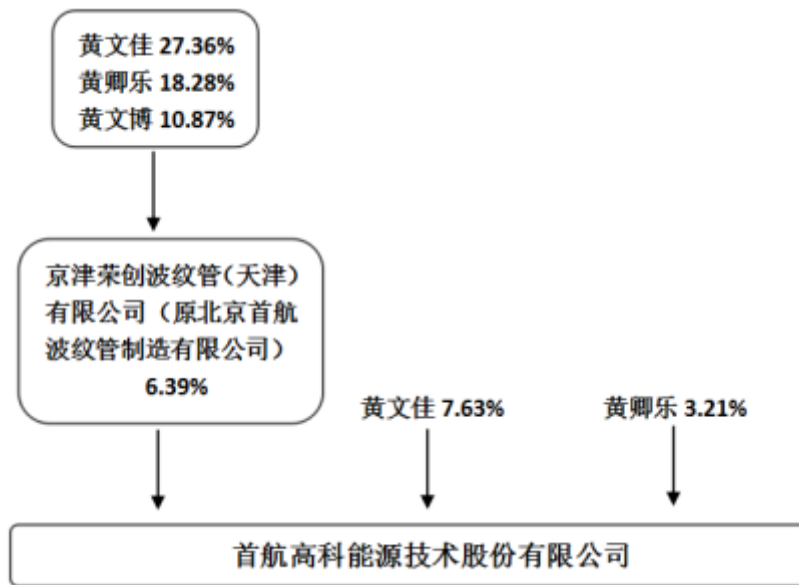 黄文佳 27.36%
黄卿乐 18.28%
黄文博 10.87%
京津荣创波纹管（天津）
有限公司（原北京首航
波纹管制造有限公司）
6.39%
黄文佳 7.63%
黄卿乐 3.21%
首航高科能源技术股份有限公司